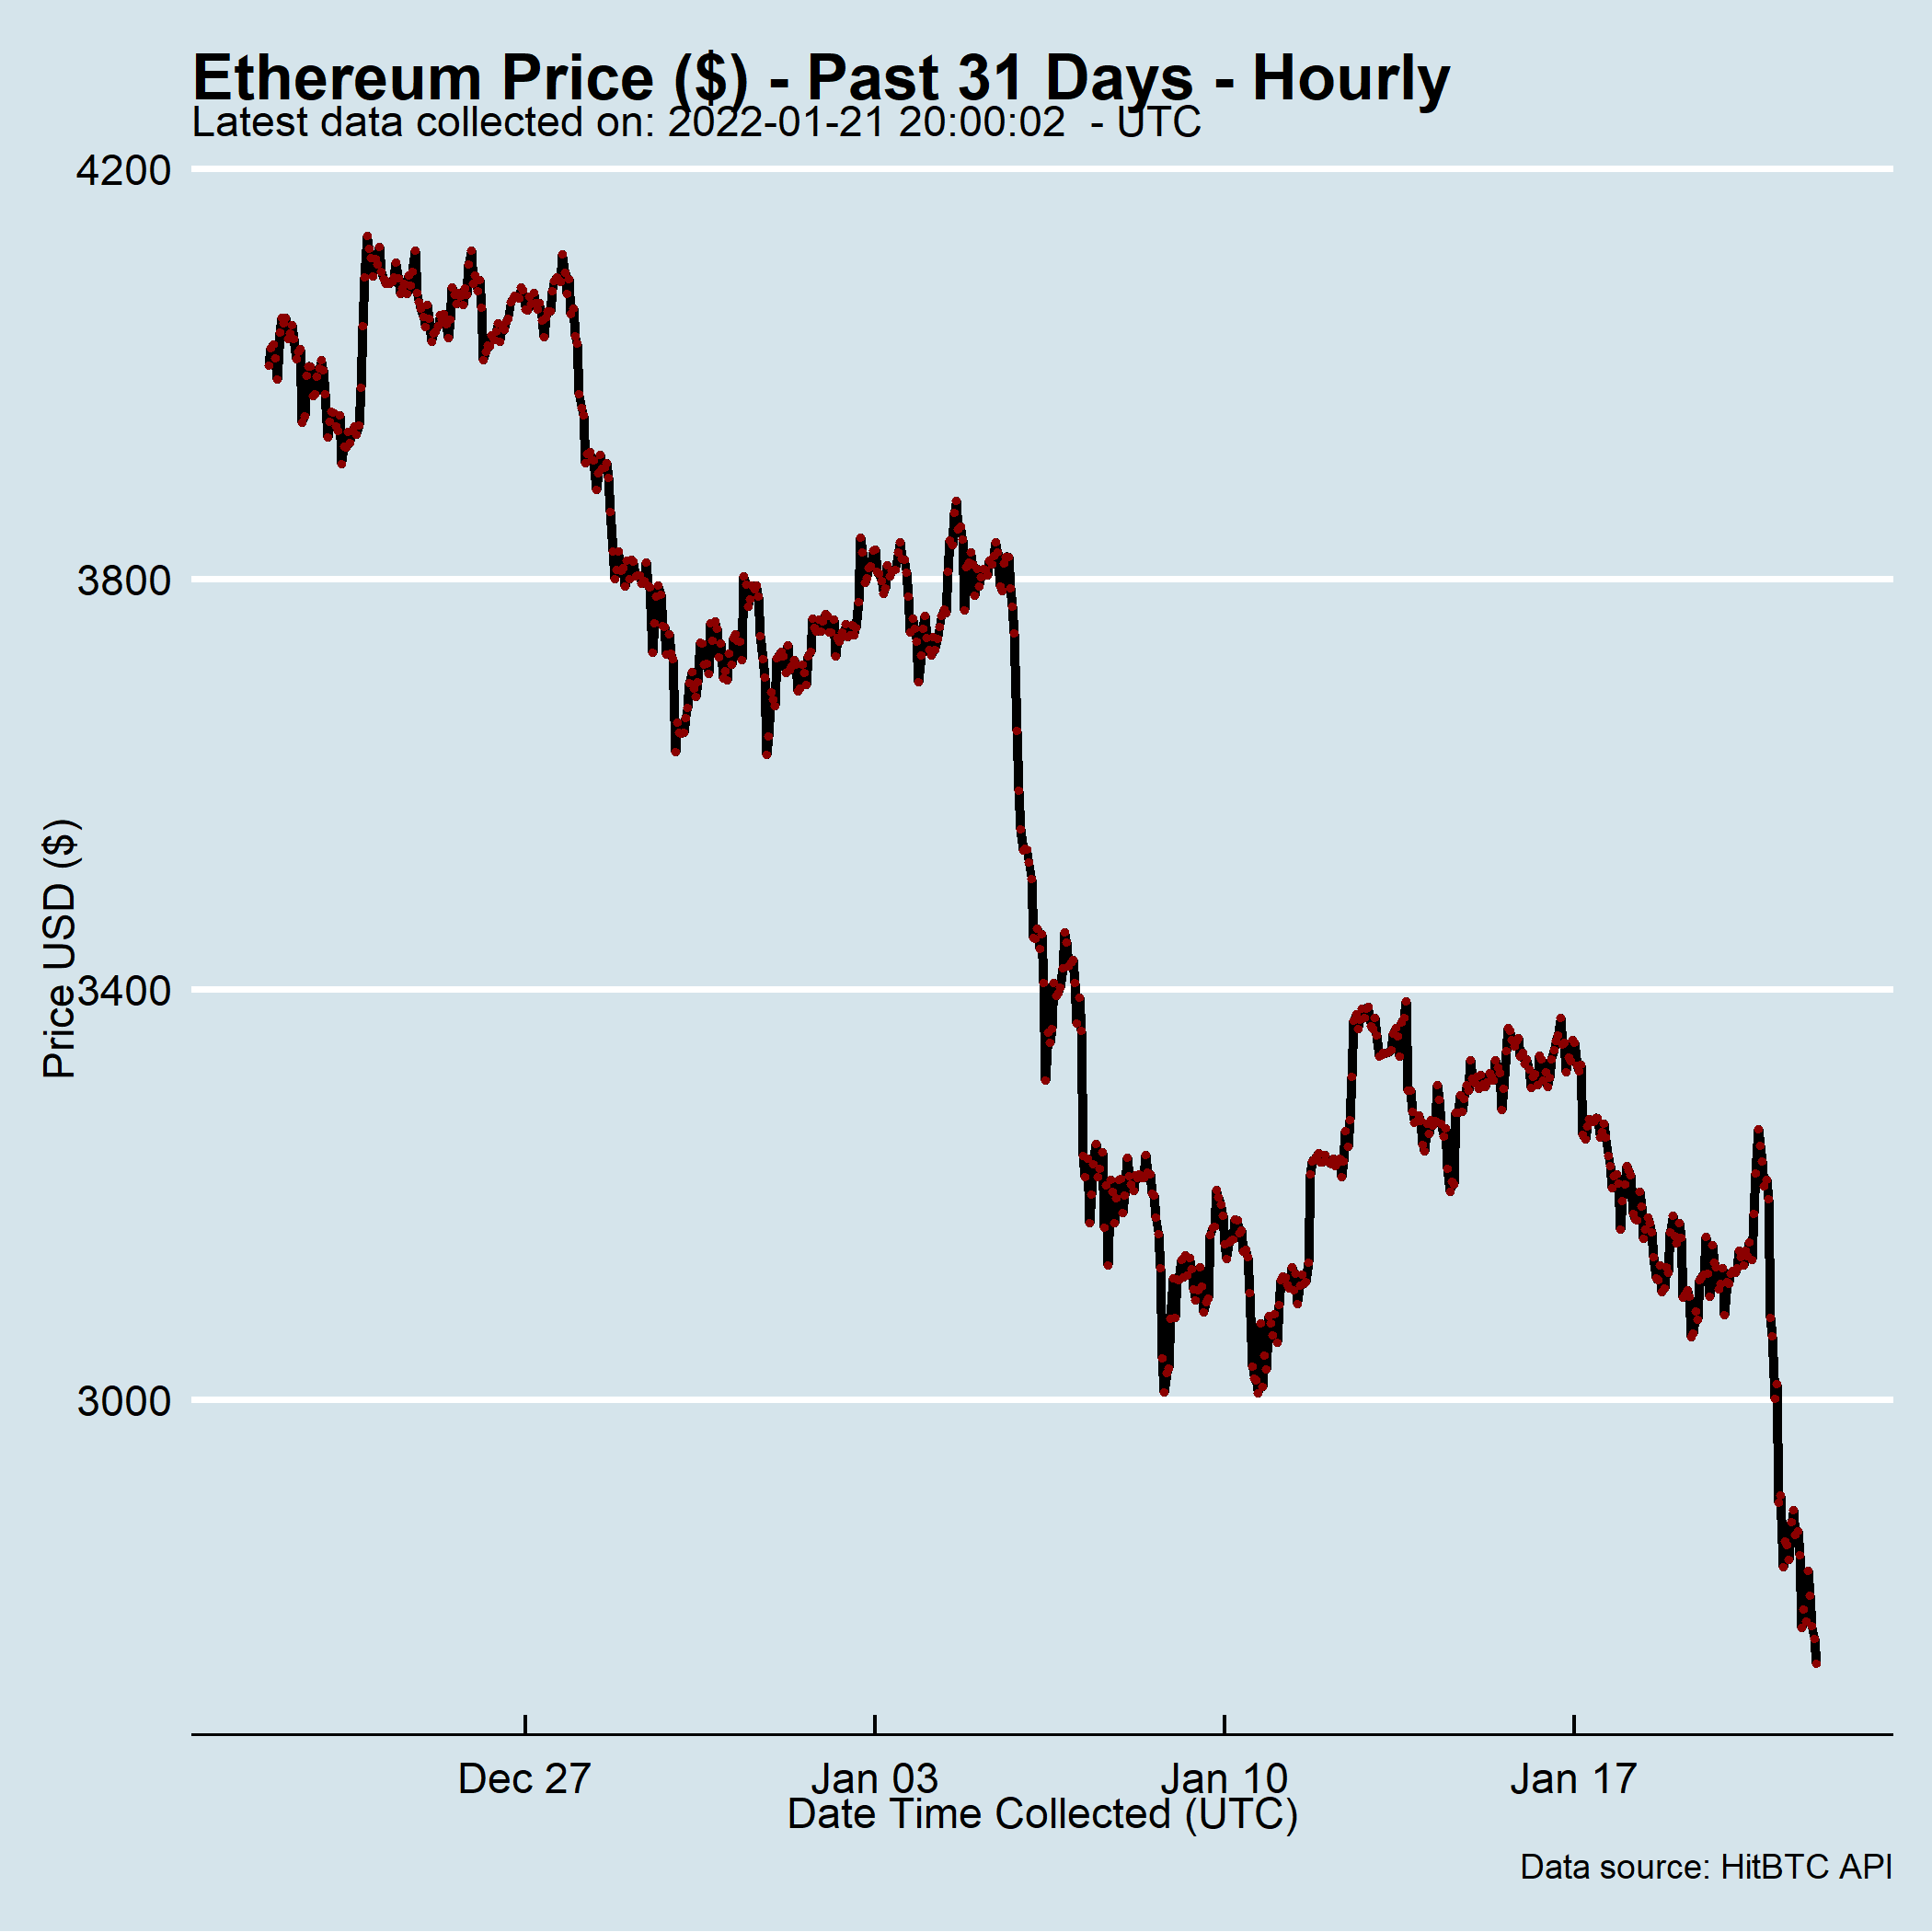 Ethereum Price ($) - Past 31 Days - Hourly
Latest data collected on: 2022-01-21 20:00:02  - UTC
4200
3800
3400
3000
Price USD ($)
Dec 27
Jan 03
Jan 10
Jan 17
Date Time Collected (UTC)
Data source: HitBTC API